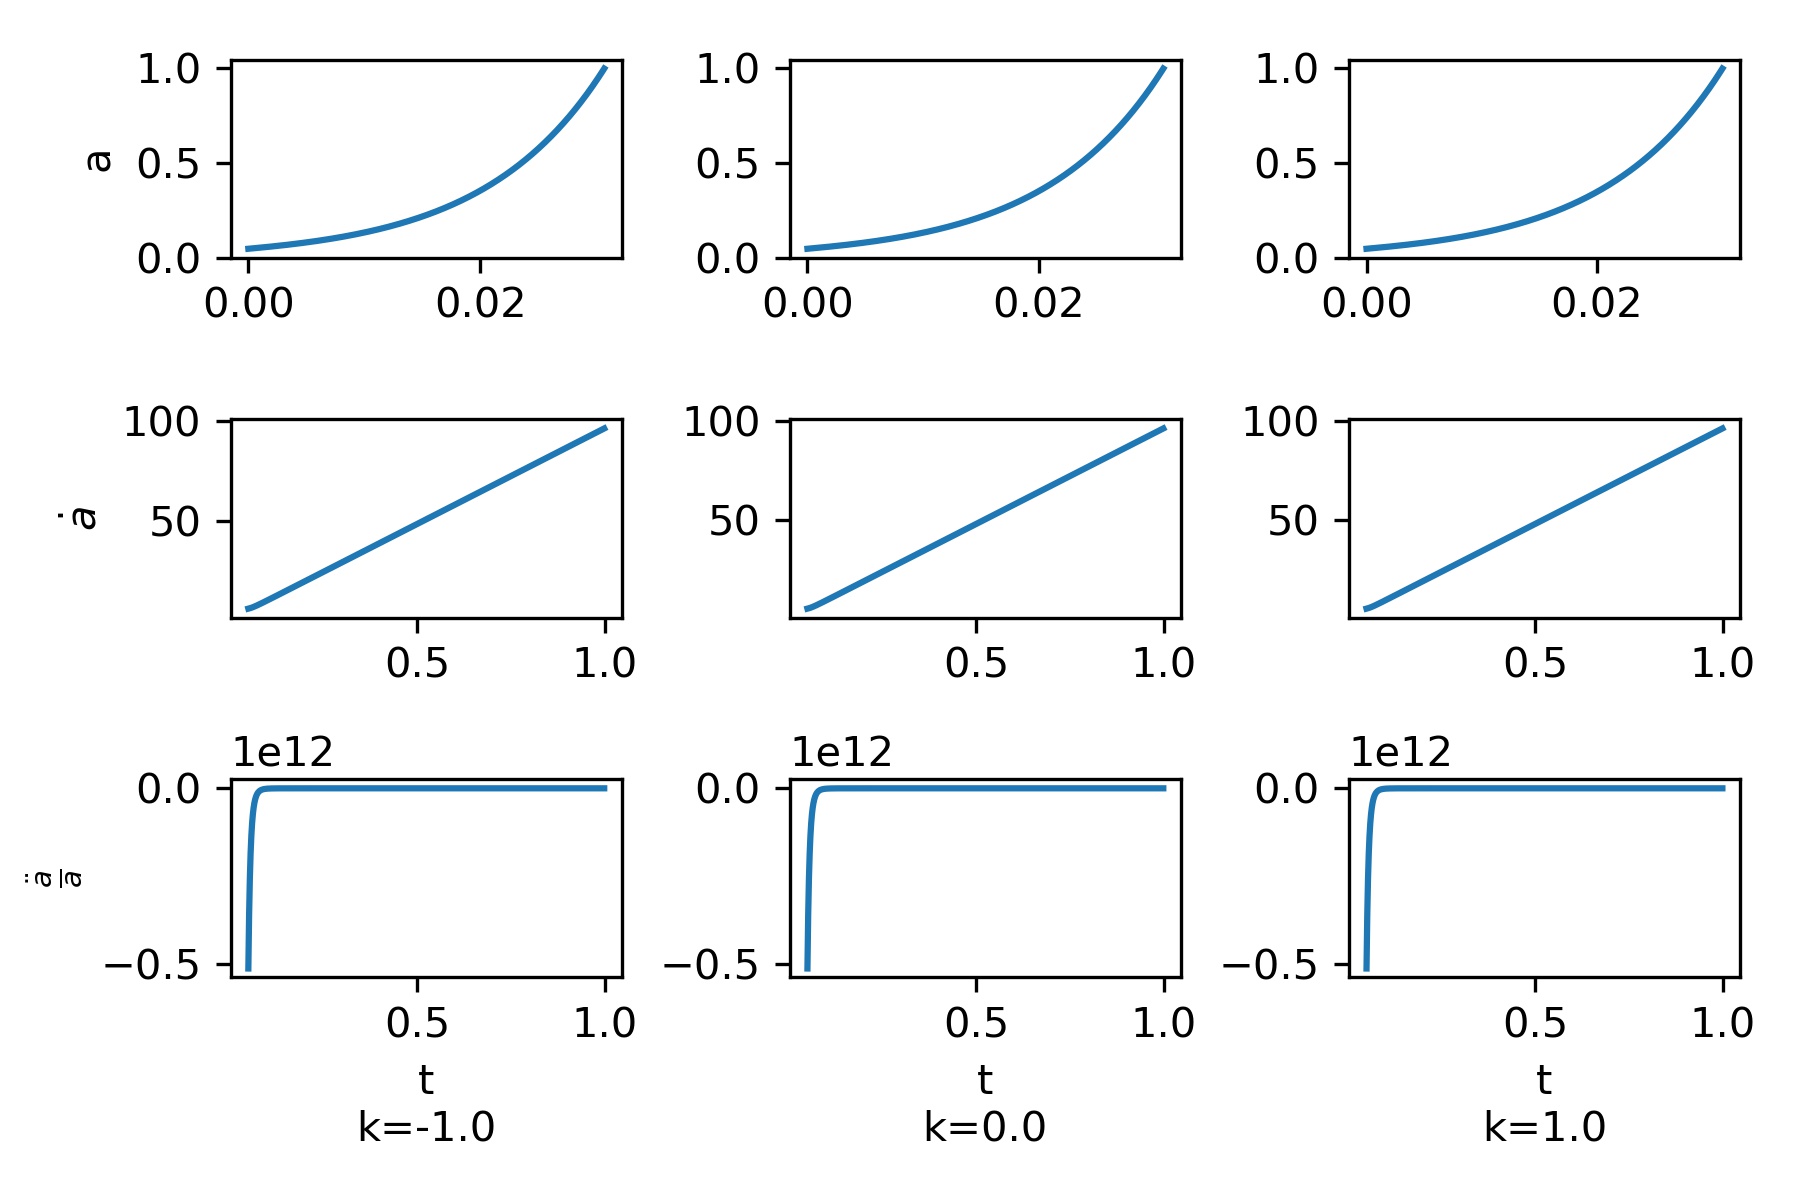 1.0 1.0 1.0
a 0.5 0.5 0.5
0.0 0.0 0.0
0.00 0.02 0.00 0.02 0.00 0.02
100 100 100
ȧ 50 50 50
0.5 1.0 0.5 1.0 0.5 1.0
1e12 1e12 1e12
0.0 0.0 0.0
ä
a
−0.5 −0.5 −0.5
0.5 1.0 0.5 1.0 0.5 1.0
t t t
k=-1.0 k=0.0 k=1.0